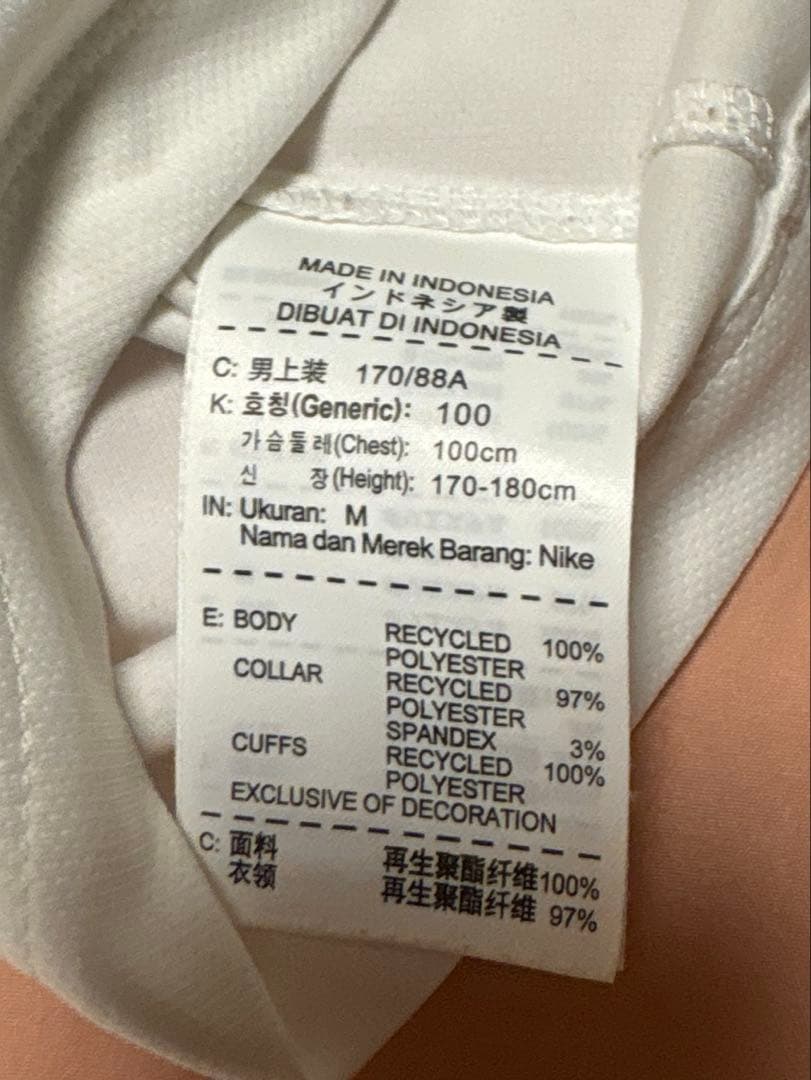 MADE IN INDONESIA
インドネシア製
DIBUAT DI INDONESIA
C: 男上装 170/88A
K: 호칭(Generic): 100
가슴둘레(Chest): 100cm
신 장(Height): 170-180cm
IN: Ukuran: M
Nama dan Merek Barang: Nike
E: BODY RECYCLED 100%
POLYESTER
COLLAR RECYCLED 97%
POLYESTER
SPANDEX 3%
CUFFS RECYCLED 100%
POLYESTER
EXCLUSIVE OF DECORATION
C: 面料 再生聚酯纤维100%
衣领 再生聚酯纤维 97%